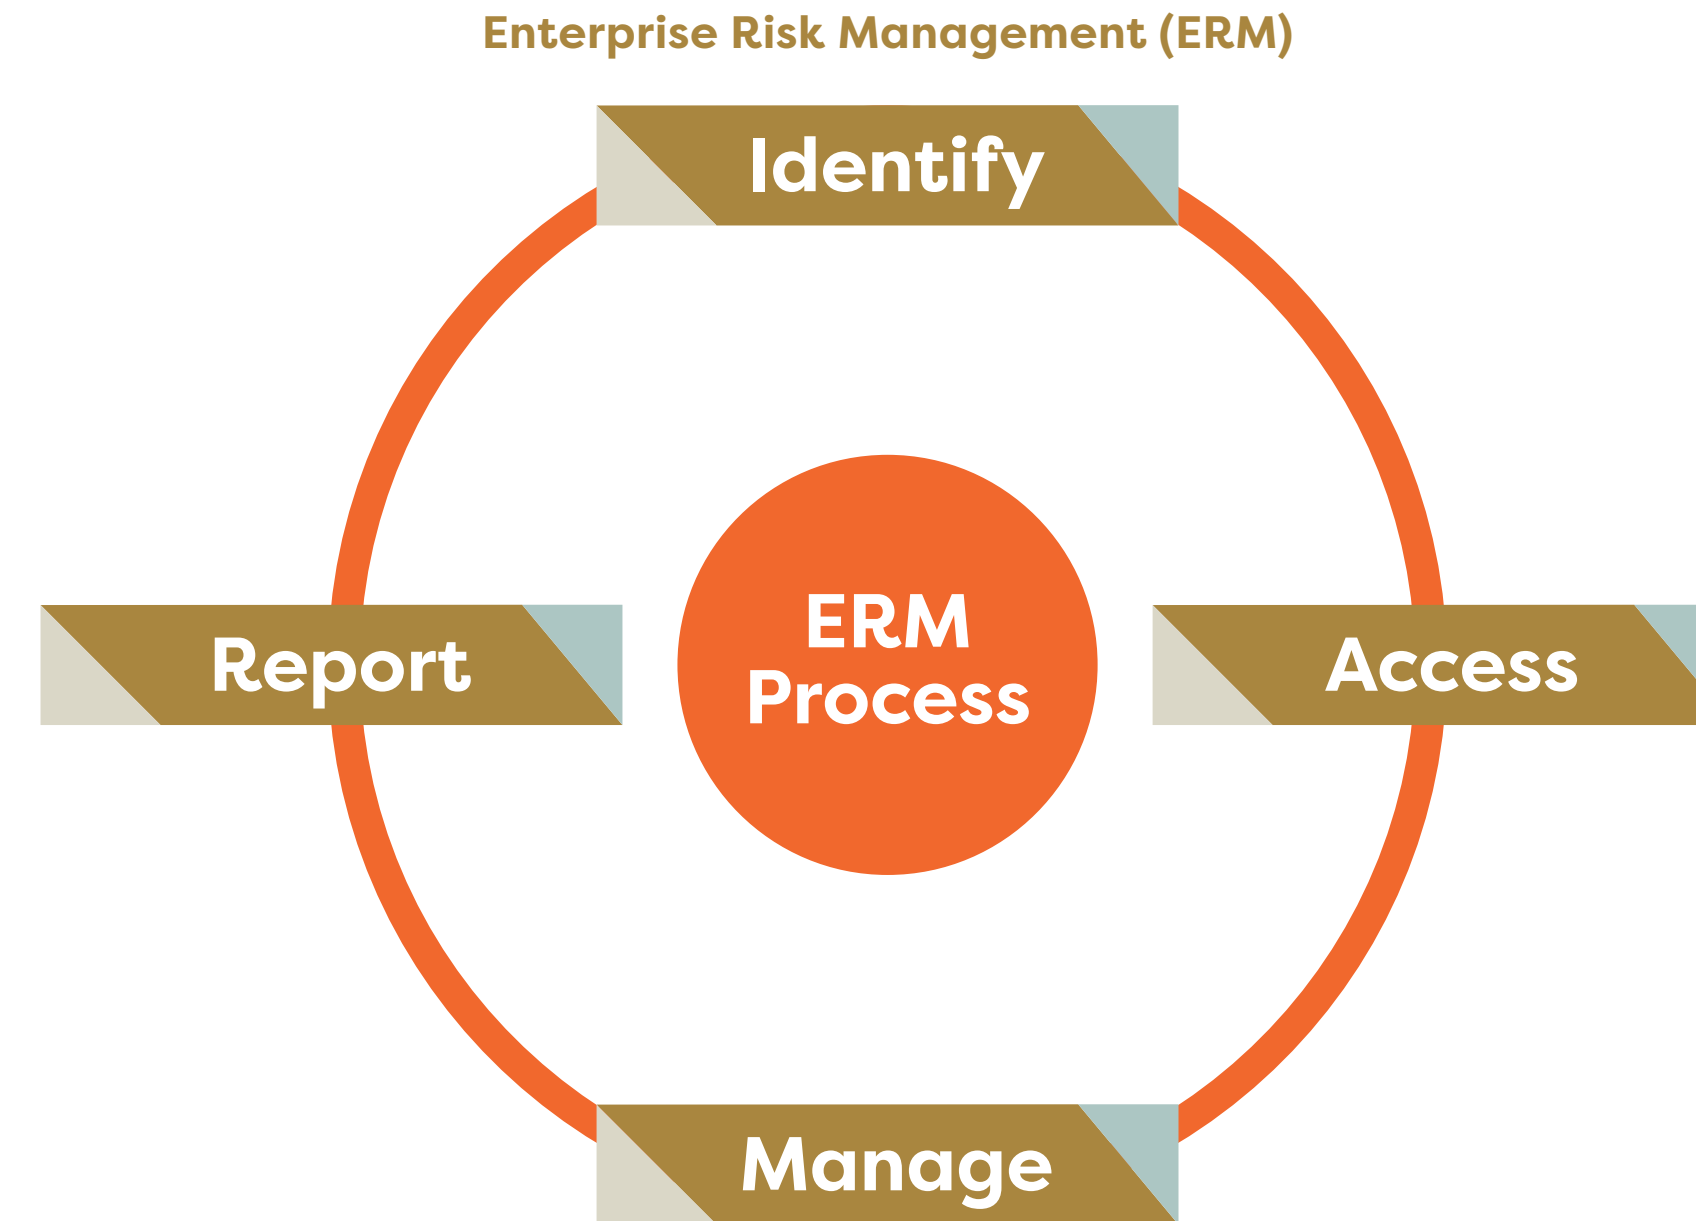 Enterprise Risk Management (ERM)
Identify
Report
ERM
Process
Access
Manage